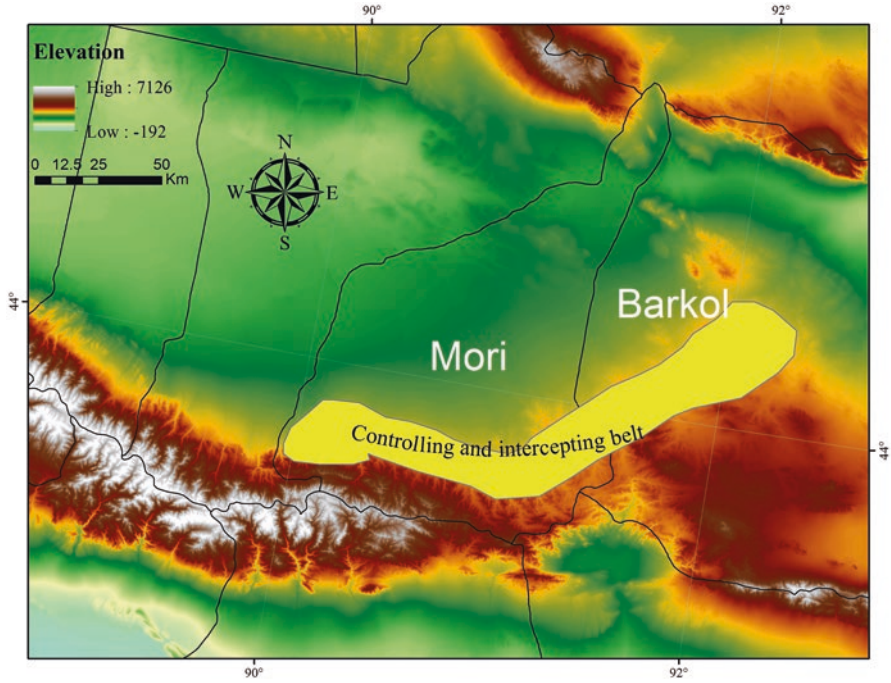 90°
92°
Elevation
High : 7126
Low : -192
0 12.5 25 50
Km
N
W E
S
44°
Barkol
Mori
Controlling and intercepting belt
44°
90°
92°